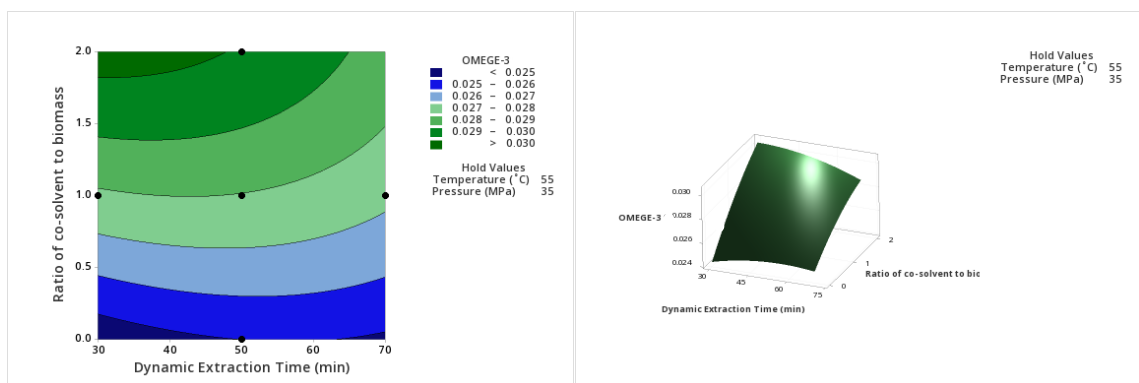 OMEGE-3
< 0.025
0.025 – 0.026
0.026 – 0.027
0.027 – 0.028
0.028 – 0.029
0.029 – 0.030
> 0.030
Hold Values
Temperature (˚C) 55
Pressure (MPa) 35
Ratio of co-solvent to biomass
2.0
1.5
1.0
0.5
0.0
30 40 50 60 70
Dynamic Extraction Time (min)
Hold Values
Temperature (˚C) 55
Pressure (MPa) 35
OMEGE-3
0.030
0.028
0.026
0.024
30 45 60 75
Dynamic Extraction Time (min)
2
1
0
Ratio of co-solvent to bic